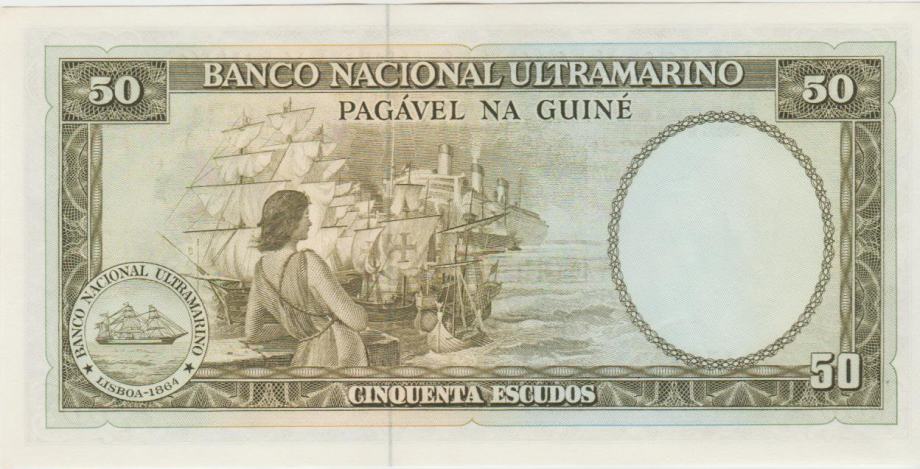 50 BANCO NACIONAL ULTRAMARINO 50
PAGÁVEL NA GUINÉ
BANCO NACIONAL ULTRAMARINO
LISBOA-1864
50
CINQUENTA ESCUDOS